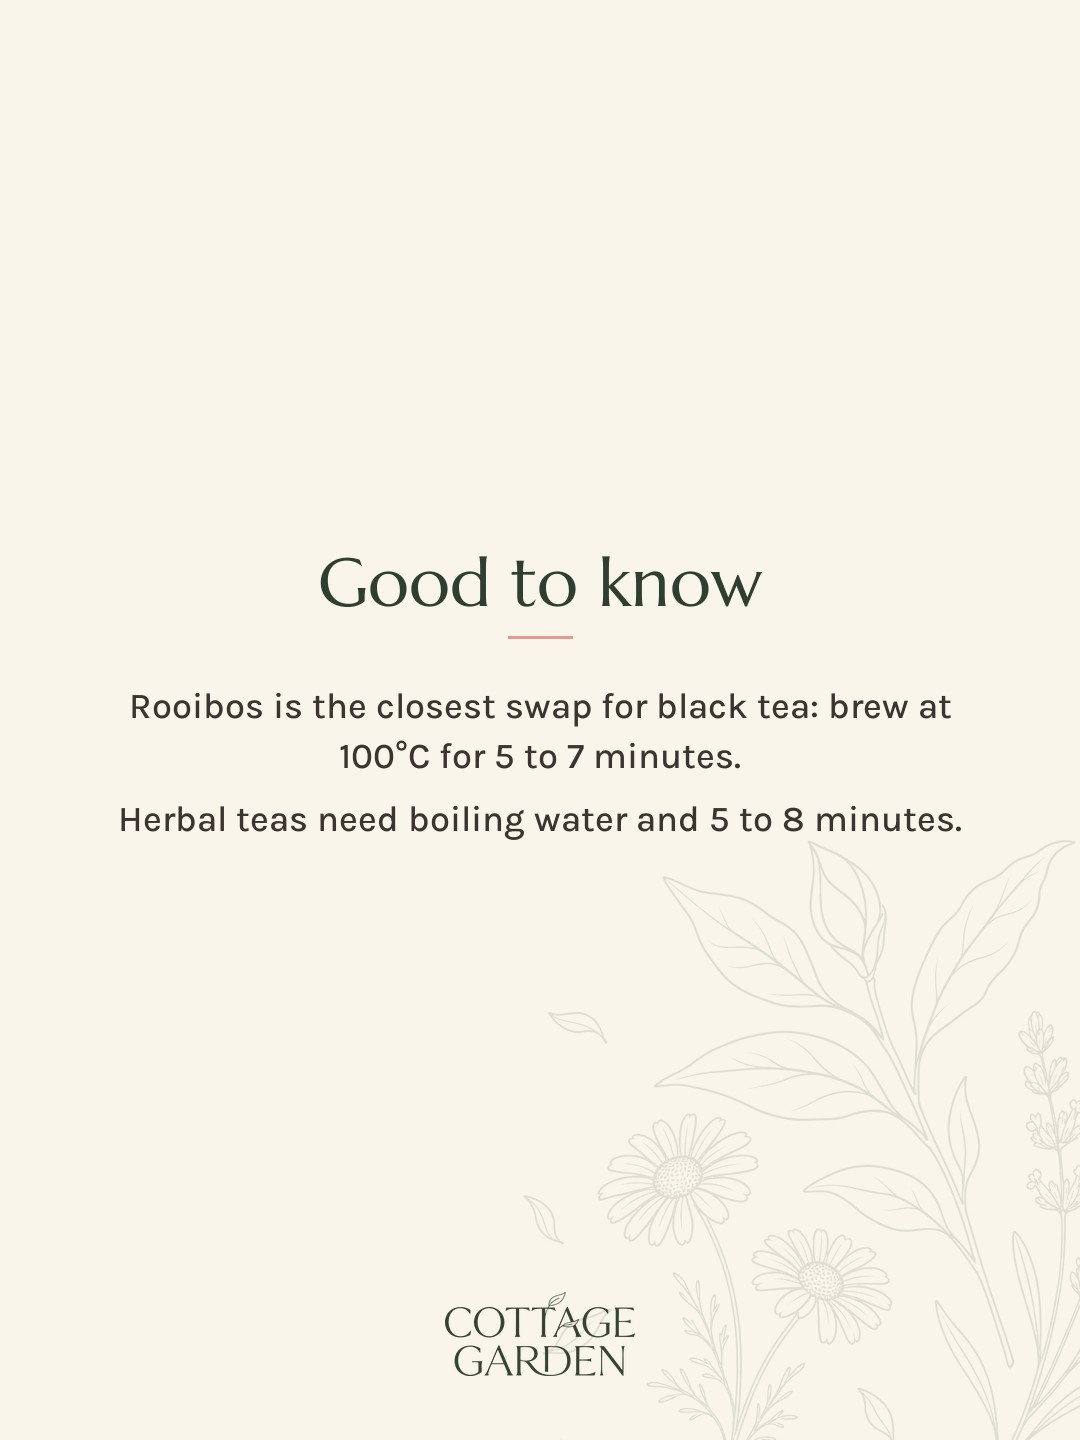 Good to know
Rooibos is the closest swap for black tea: brew at
100°C for 5 to 7 minutes.
Herbal teas need boiling water and 5 to 8 minutes.
COTTAGE
GARDEN